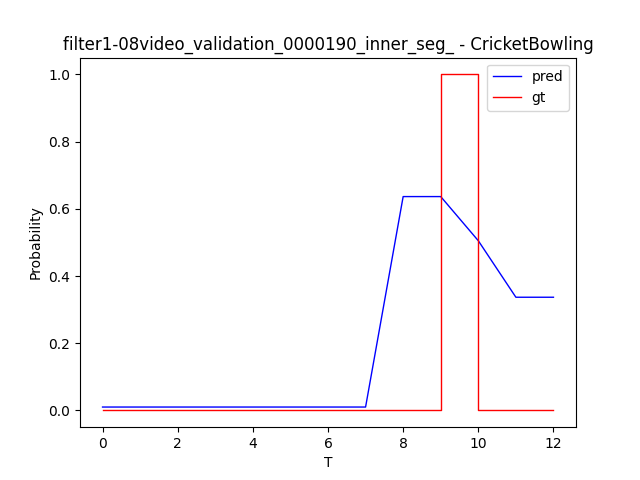 filter1-08video_validation_0000190_inner_seg_ - CricketBowling
pred
gt
1.0
0.8
0.6
0.4
0.2
0.0
Probability
0 2 4 6 8 10 12
T